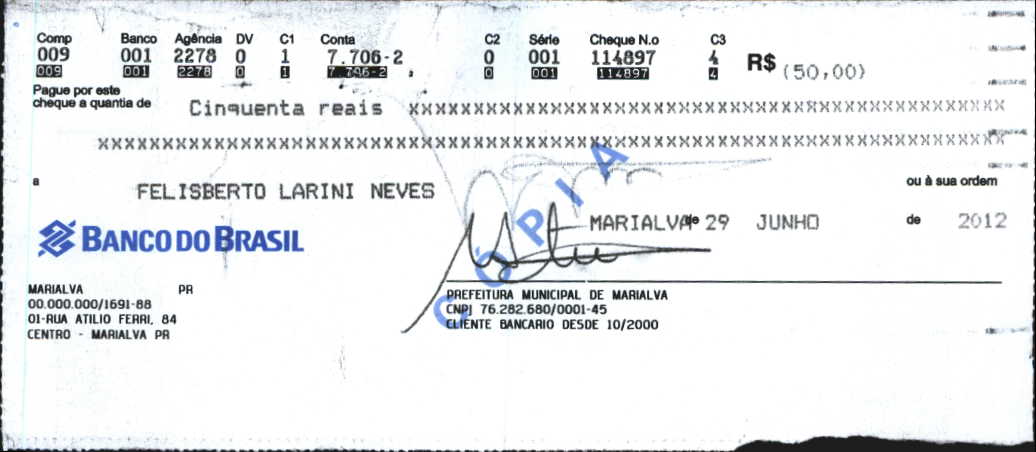 Comp Banco Agência DV C1 Conta C2 Série Cheque N.o C3
009 001 2278 0 1 7.706-2 0 001 114897 4 R$ (50,00)
009 001 2278 0 1 7.706-2 0 001 114897 4
Pague por este
cheque a quantia de Cinquenta reais xxxxxxxxxxxxxxxxxxxxxxxxxxxxxxxxxxxxxxxxxxxxxxxxxxx
xxxxxxxxxxxxxxxxxxxxxxxxxxxxxxxxxxxxxxxxxxxxxxxxxxxxxxxxxxxxxxxxxxxxxxxxxxxx
a FELISBERTO LARINI NEVES ou à sua ordem
MARIALVA de 29 JUNHO de 2012
BANCO DO BRASIL
CÓPIA
MARIALVA PR
00.000.000/1691-88
01-RUA ATILIO FERRI, 84
CENTRO - MARIALVA PR
PREFEITURA MUNICIPAL DE MARIALVA
CNPJ 76.282.680/0001-45
CLIENTE BANCARIO DESDE 10/2000